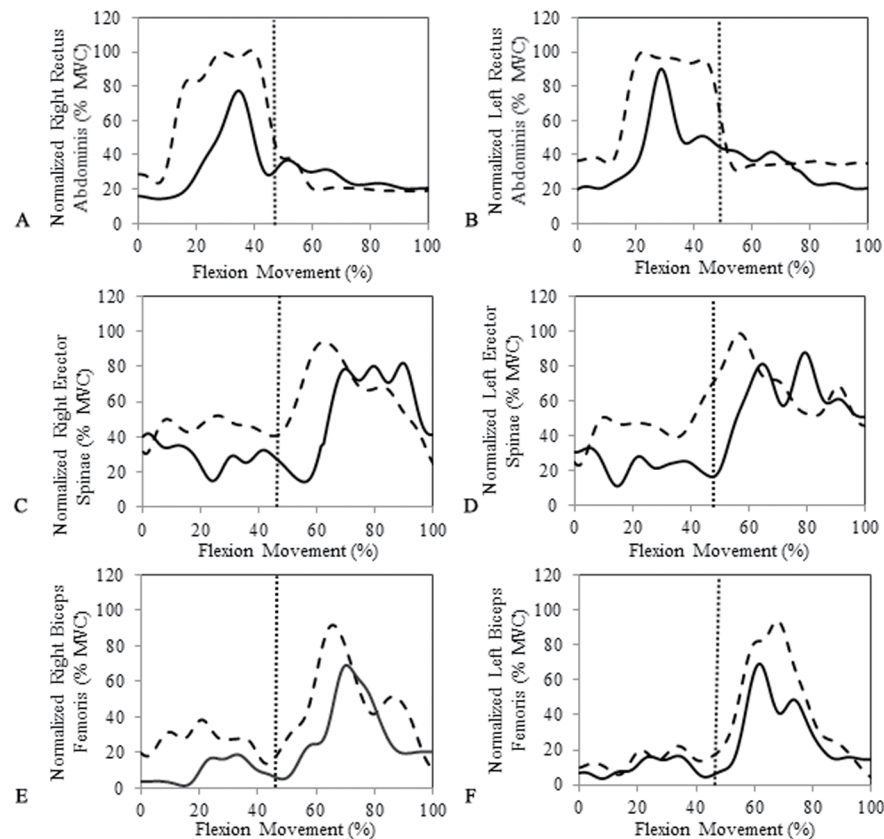 Normalized Right Rectus
Abdominis (% MVC)
120
100
80
60
40
20
0
0 20 40 60 80 100
Flexion Movement (%)
A
Normalized Left Rectus
Abdominis (% MVC)
120
100
80
60
40
20
0
0 20 40 60 80 100
Flexion Movement (%)
B
Normalized Right Erector
Spinae (% MVC)
120
100
80
60
40
20
0
0 20 40 60 80 100
Flexion Movement (%)
C
Normalized Left Erector
Spinae (% MVC)
120
100
80
60
40
20
0
0 20 40 60 80 100
Flexion Movement (%)
D
Normalized Right Biceps
Femoris (% MVC)
120
100
80
60
40
20
0
0 20 40 60 80 100
Flexion Movement (%)
E
Normalized Left Biceps
Femoris (% MVC)
120
100
80
60
40
20
0
0 20 40 60 80 100
Flexion Movement (%)
F